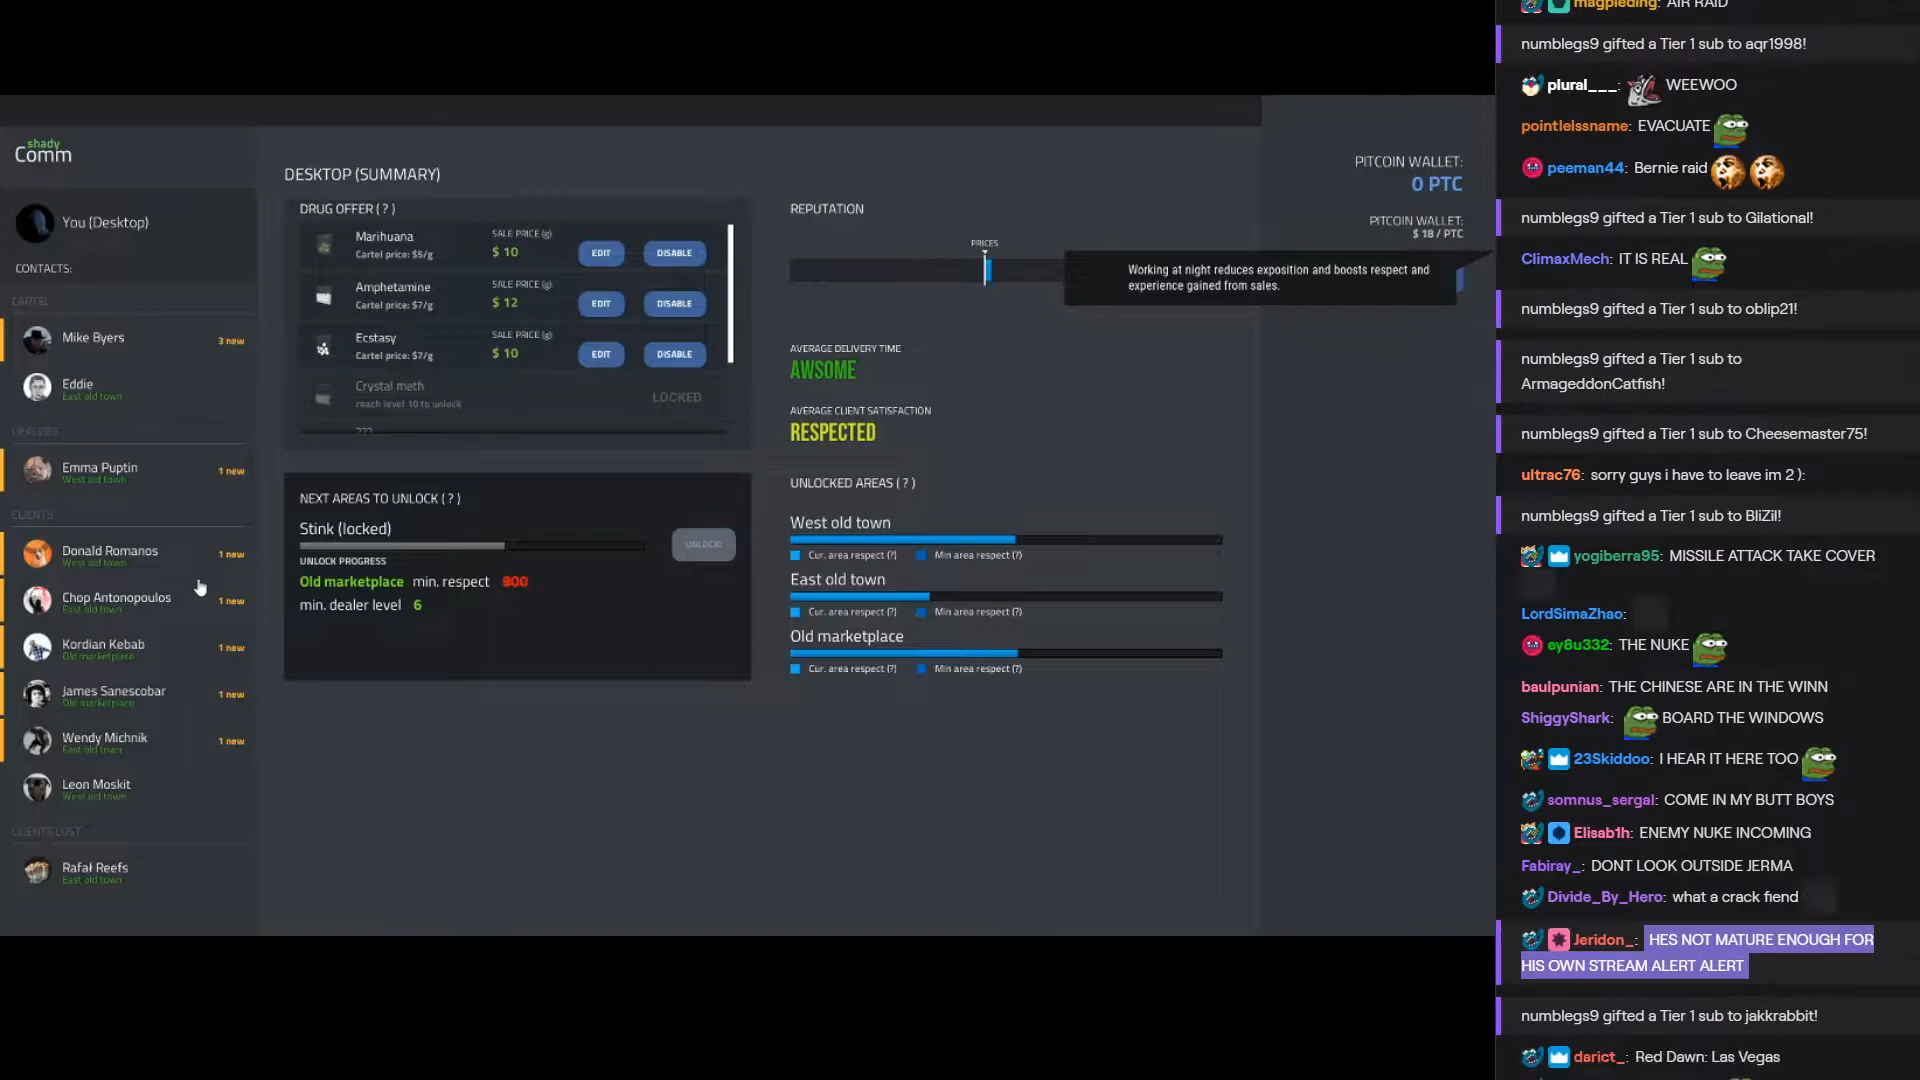 shady
Comm
You (Desktop)
CONTACTS:
CARTEL
Mike Byers
3 new
Eddie
East old town
DEALERS
Emma Puptin
West old town
1 new
CLIENTS
Donald Romanos
West old town
1 new
Chop Antonopoulos
East old town
1 new
Kordian Kebab
Old marketplace
1 new
James Sanescobar
Old marketplace
1 new
Wendy Michnik
East old town
1 new
Leon Moskit
West old town
CLIENTS LOST
Rafał Reefs
East old town
DESKTOP (SUMMARY)
DRUG OFFER ( ? )
Marihuana
Cartel price: $5/g
SALE PRICE (g):
$ 10
EDIT
DISABLE
Amphetamine
Cartel price: $7/g
SALE PRICE (g):
$ 12
EDIT
DISABLE
Ecstasy
Cartel price: $7/g
SALE PRICE (g):
$ 10
EDIT
DISABLE
Crystal meth
reach level 10 to unlock
LOCKED
???
NEXT AREAS TO UNLOCK ( ? )
Stink (locked)
UNLOCK PROGRESS
Old marketplace min. respect 800
min. dealer level 6
REPUTATION
PRICES
AVERAGE DELIVERY TIME
AWSOME
AVERAGE CLIENT SATISFACTION
RESPECTED
UNLOCKED AREAS ( ? )
West old town
Cur. area respect (?) Min area respect (?)
East old town
Cur. area respect (?) Min area respect (?)
Old marketplace
Cur. area respect (?) Min area respect (?)
PITCOIN WALLET:
0 PTC
PITCOIN WALLET:
$ 18 / PTC
Working at night reduces exposition and boosts respect and
experience gained from sales.
magpieding: AIR RAID
numblegs9 gifted a Tier 1 sub to aqr1998!
plural___: WEEWOO
pointlelssname: EVACUATE
peeman44: Bernie raid
numblegs9 gifted a Tier 1 sub to Gilational!
ClimaxMech: IT IS REAL
numblegs9 gifted a Tier 1 sub to oblip21!
numblegs9 gifted a Tier 1 sub to
ArmageddonCatfish!
numblegs9 gifted a Tier 1 sub to Cheesemaster75!
ultrac76: sorry guys i have to leave im 2 ):
numblegs9 gifted a Tier 1 sub to BliZil!
yogiberra95: MISSILE ATTACK TAKE COVER
LordSimaZhao:
ey8u332: THE NUKE
baulpunian: THE CHINESE ARE IN THE WINN
ShiggyShark: BOARD THE WINDOWS
23Skiddoo: I HEAR IT HERE TOO
somnus_sergal: COME IN MY BUTT BOYS
Elisab1h: ENEMY NUKE INCOMING
Fabiray_: DONT LOOK OUTSIDE JERMA
Divide_By_Hero: what a crack fiend
Jeridon_: HES NOT MATURE ENOUGH FOR
HIS OWN STREAM ALERT ALERT
numblegs9 gifted a Tier 1 sub to jakkrabbit!
darict_: Red Dawn: Las Vegas